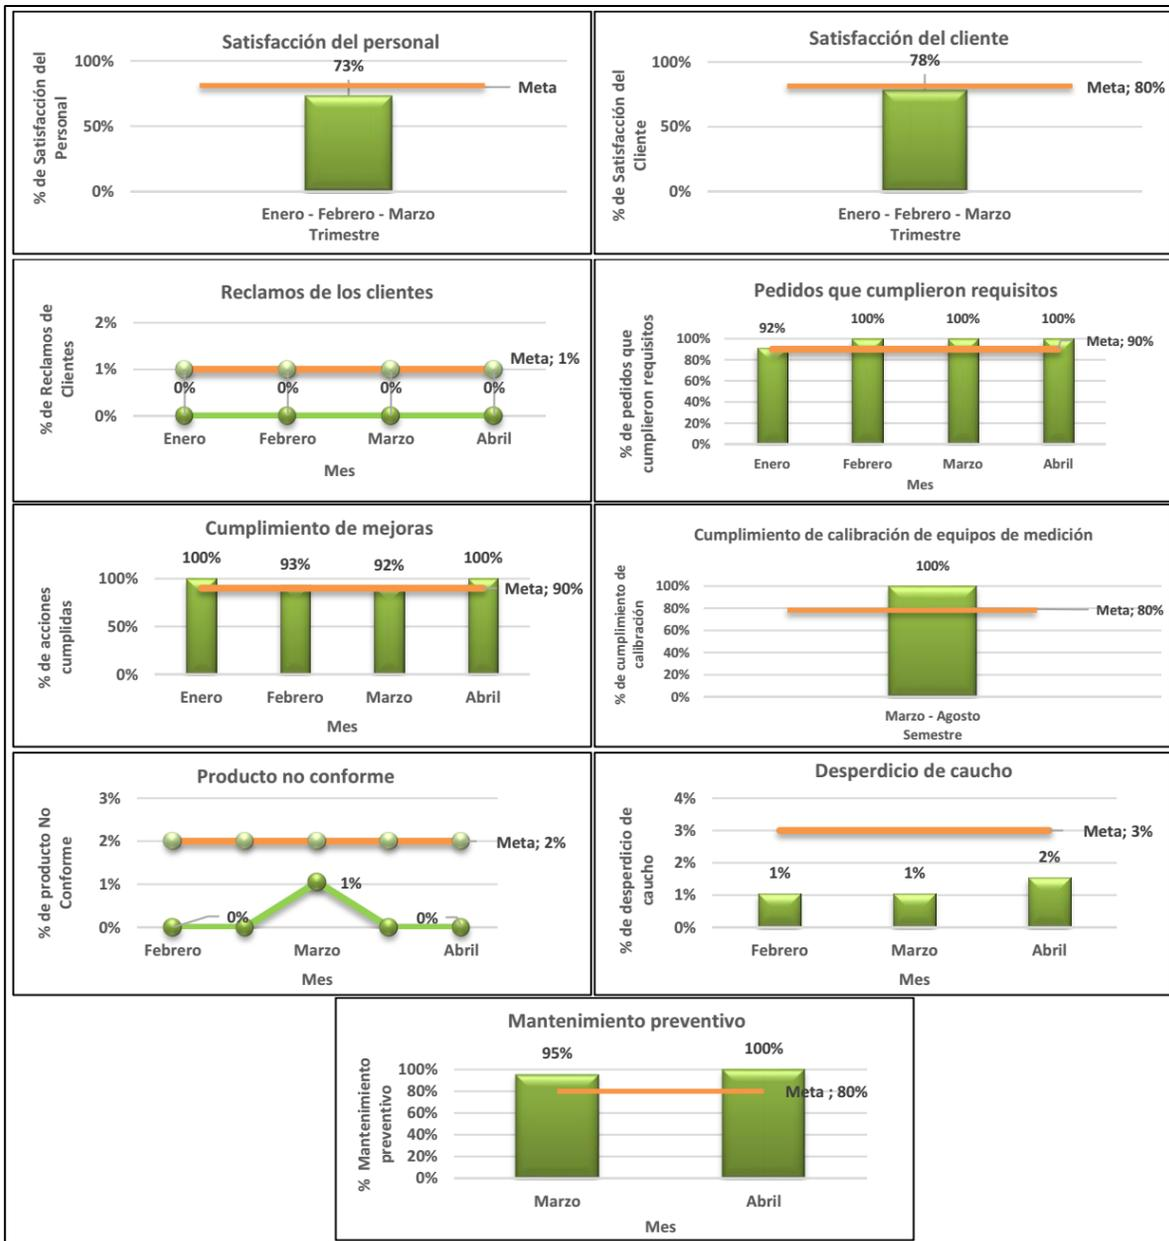 Satisfacción del personal
% de Satisfacción del
Personal
100%
50%
0%
73%
Meta
Enero - Febrero - Marzo
Trimestre
Satisfacción del cliente
% de Satisfacción del
Cliente
100%
50%
0%
78%
Meta; 80%
Enero - Febrero - Marzo
Trimestre
Reclamos de los clientes
% de Reclamos de
Clientes
2%
1%
0%
Meta; 1%
0% 0% 0% 0%
Enero Febrero Marzo Abril
Mes
Pedidos que cumplieron requisitos
% de pedidos que
cumplieron requisitos
92% 100% 100% 100%
100%
80%
60%
40%
20%
0%
Meta; 90%
Enero Febrero Marzo Abril
Mes
Cumplimiento de mejoras
% de acciones
cumplidas
100% 93% 92% 100%
100%
50%
0%
Meta; 90%
Enero Febrero Marzo Abril
Mes
Cumplimiento de calibración de equipos de medición
% de cumplimiento de
calibración
100%
100%
80%
60%
40%
20%
0%
Meta; 80%
Marzo - Agosto
Semestre
Producto no conforme
% de producto No
Conforme
3%
2%
1%
0%
Meta; 2%
0% 1% 0%
Febrero Marzo Abril
Mes
Desperdicio de caucho
% de desperdicio de
caucho
4%
3%
2%
1%
0%
Meta; 3%
1% 1% 2%
Febrero Marzo Abril
Mes
Mantenimiento preventivo
% Mantenimiento
preventivo
95% 100%
100%
80%
60%
40%
20%
0%
Meta ; 80%
Marzo Abril
Mes